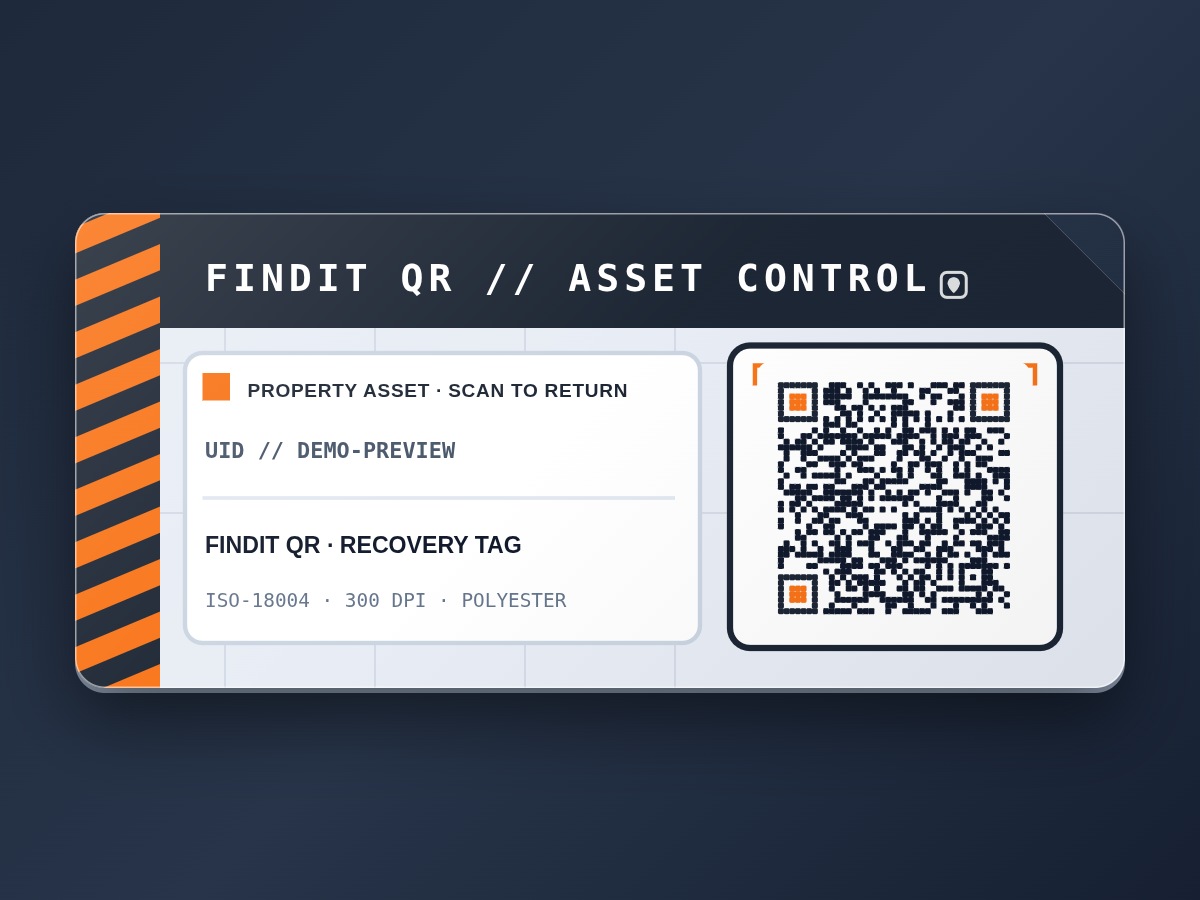 FINDIT QR // ASSET CONTROL
PROPERTY ASSET · SCAN TO RETURN
UID // DEMO-PREVIEW
FINDIT QR · RECOVERY TAG
ISO-18004 · 300 DPI · POLYESTER